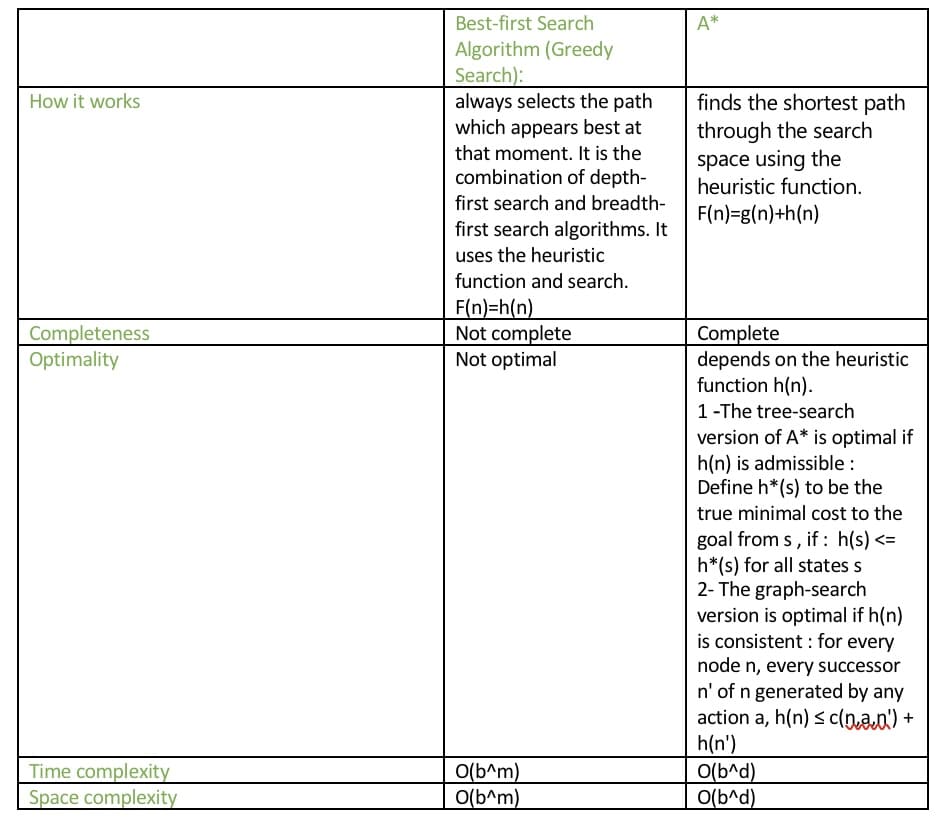 Best-first Search
Algorithm (Greedy
Search):
A*
How it works
always selects the path
which appears best at
that moment. It is the
combination of depth-
first search and breadth-
first search algorithms. It
uses the heuristic
function and search.
F(n)=h(n)
finds the shortest path
through the search
space using the
heuristic function.
F(n)=g(n)+h(n)
Completeness
Not complete
Complete
Optimality
Not optimal
depends on the heuristic
function h(n).
1 -The tree-search
version of A* is optimal if
h(n) is admissible :
Define h*(s) to be the
true minimal cost to the
goal from s , if : h(s) <=
h*(s) for all states s
2- The graph-search
version is optimal if h(n)
is consistent : for every
node n, every successor
n' of n generated by any
action a, h(n) ≤ c(n,a,n') +
h(n')
Time complexity
O(b^m)
O(b^d)
Space complexity
O(b^m)
O(b^d)